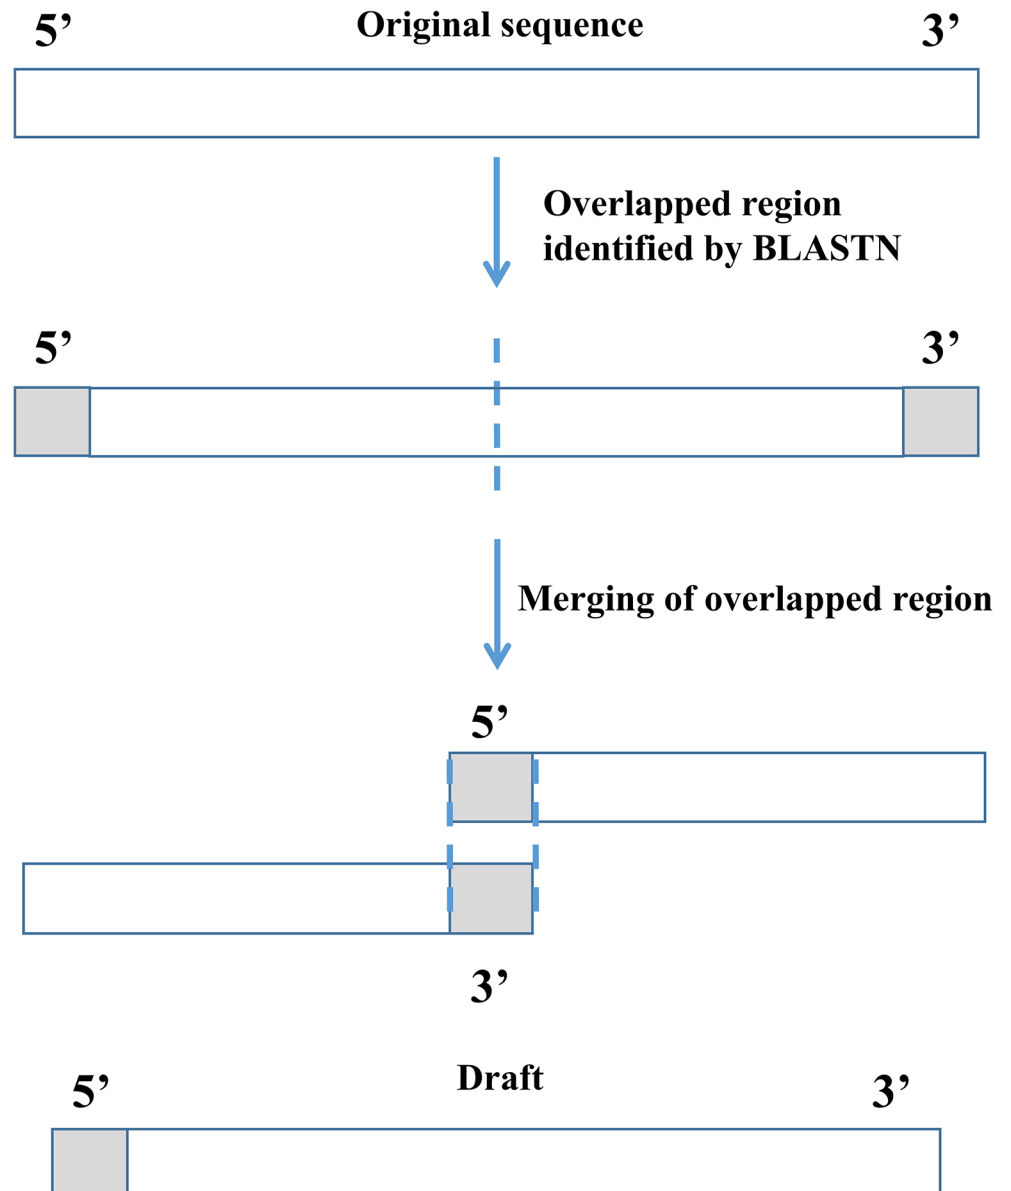 Original sequence
5’ 3’
Overlapped region
identified by BLASTN
5’ 3’
Merging of overlapped region
5’
3’
Draft
5’ 3’